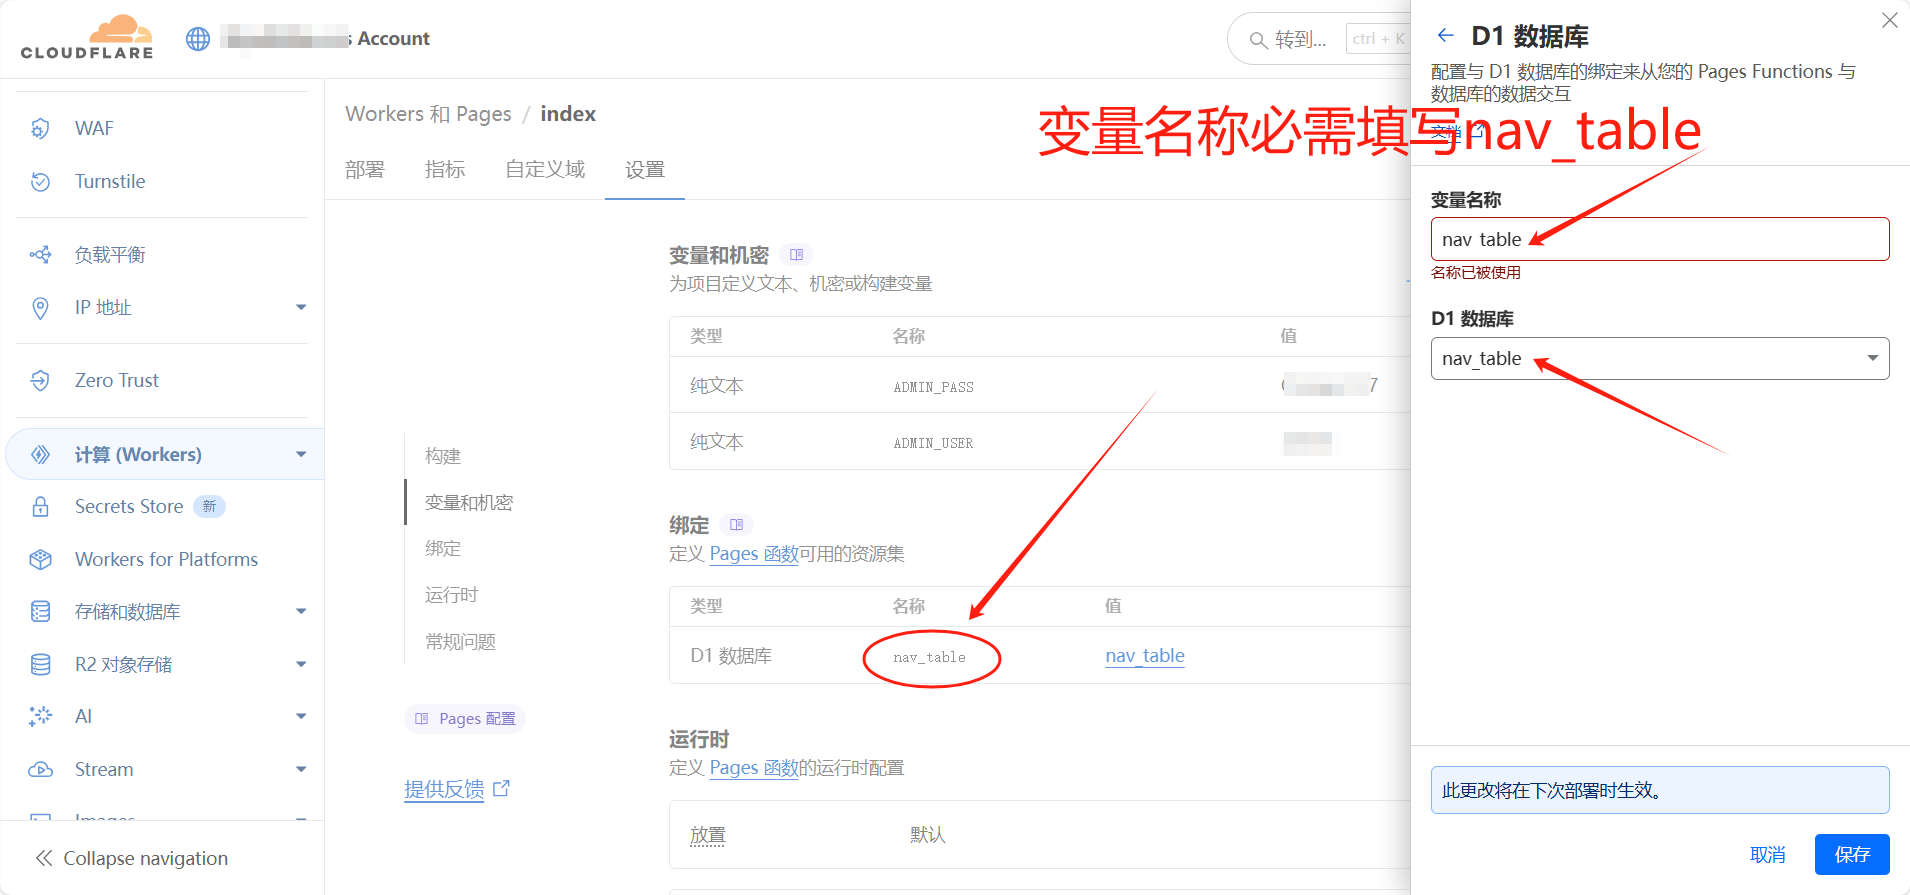 CLOUDFLARE
s Account
转到...
ctrl + K
WAF
Turnstile
负载平衡
IP 地址
Zero Trust
计算 (Workers)
Secrets Store 新
Workers for Platforms
存储和数据库
R2 对象存储
AI
Stream
Images
Collapse navigation
Workers 和 Pages / index
部署 指标 自定义域 设置
变量名称必需填写nav_table
构建
变量和机密
绑定
运行时
常规问题
Pages 配置
提供反馈
变量和机密
为项目定义文本、机密或构建变量
类型 名称 值
纯文本 ADMIN_PASS 7
纯文本 ADMIN_USER
绑定
定义 Pages 函数可用的资源集
类型 名称 值
D1 数据库 nav_table nav_table
运行时
定义 Pages 函数的运行时配置
放置 默认
D1 数据库
配置与 D1 数据库的绑定来从您的 Pages Functions 与
数据库的数据交互
文档
变量名称
nav_table
名称已被使用
D1 数据库
nav_table
此更改将在下次部署时生效。
取消 保存